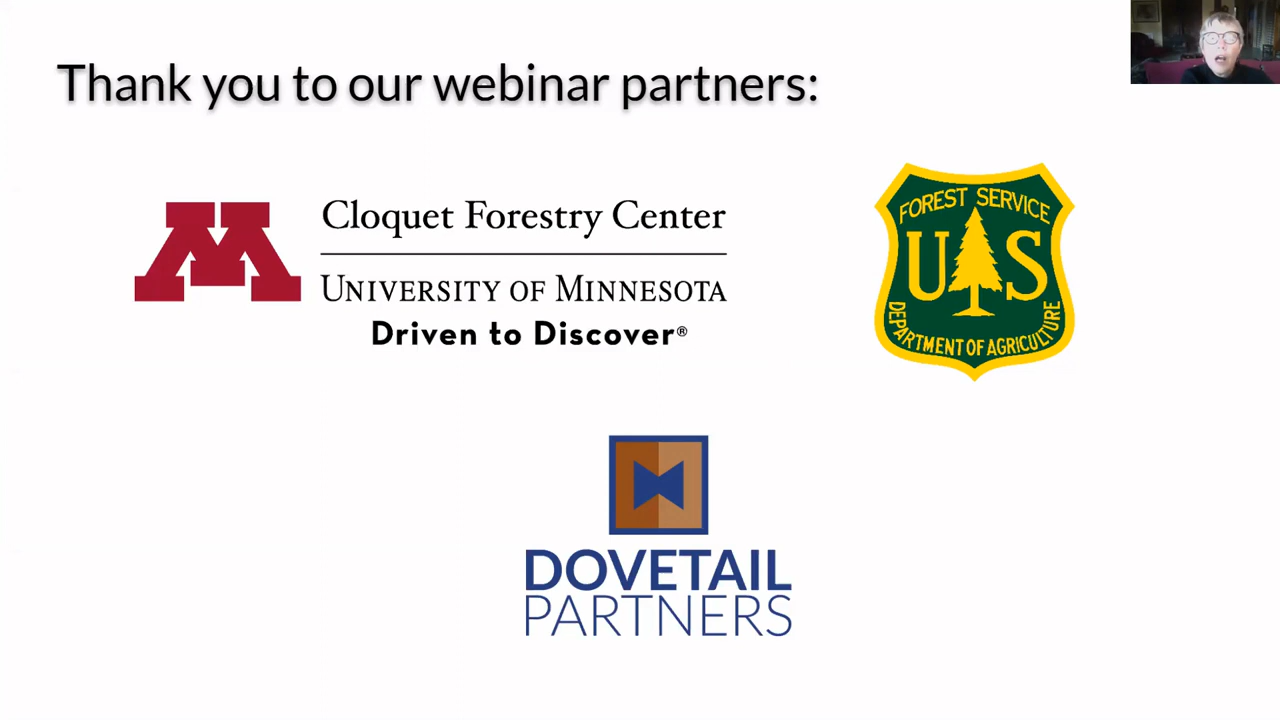 Thank you to our webinar partners:
M
Cloquet Forestry Center
UNIVERSITY OF MINNESOTA
Driven to Discover®
FOREST SERVICE
US
DEPARTMENT OF AGRICULTURE
DOVETAIL
PARTNERS